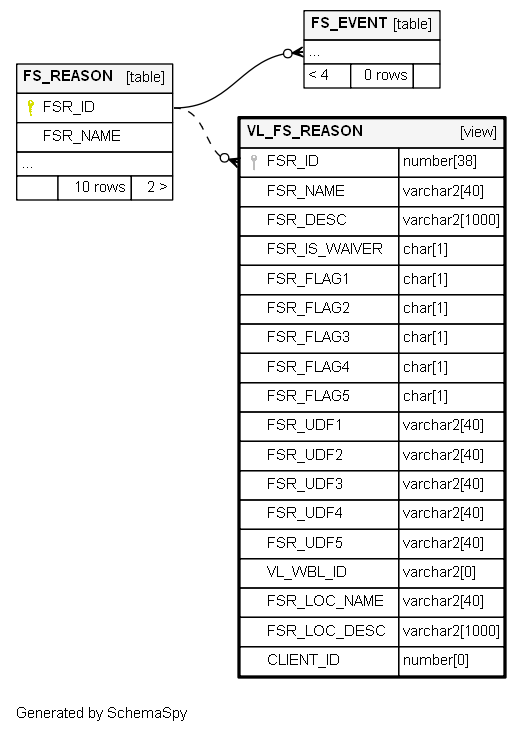 FS_EVENT [table]
...
< 4 0 rows
FS_REASON [table]
FSR_ID
FSR_NAME
...
10 rows 2 >
VL_FS_REASON [view]
FSR_ID number[38]
FSR_NAME varchar2[40]
FSR_DESC varchar2[1000]
FSR_IS_WAIVER char[1]
FSR_FLAG1 char[1]
FSR_FLAG2 char[1]
FSR_FLAG3 char[1]
FSR_FLAG4 char[1]
FSR_FLAG5 char[1]
FSR_UDF1 varchar2[40]
FSR_UDF2 varchar2[40]
FSR_UDF3 varchar2[40]
FSR_UDF4 varchar2[40]
FSR_UDF5 varchar2[40]
VL_WBL_ID varchar2[0]
FSR_LOC_NAME varchar2[40]
FSR_LOC_DESC varchar2[1000]
CLIENT_ID number[0]
Generated by SchemaSpy